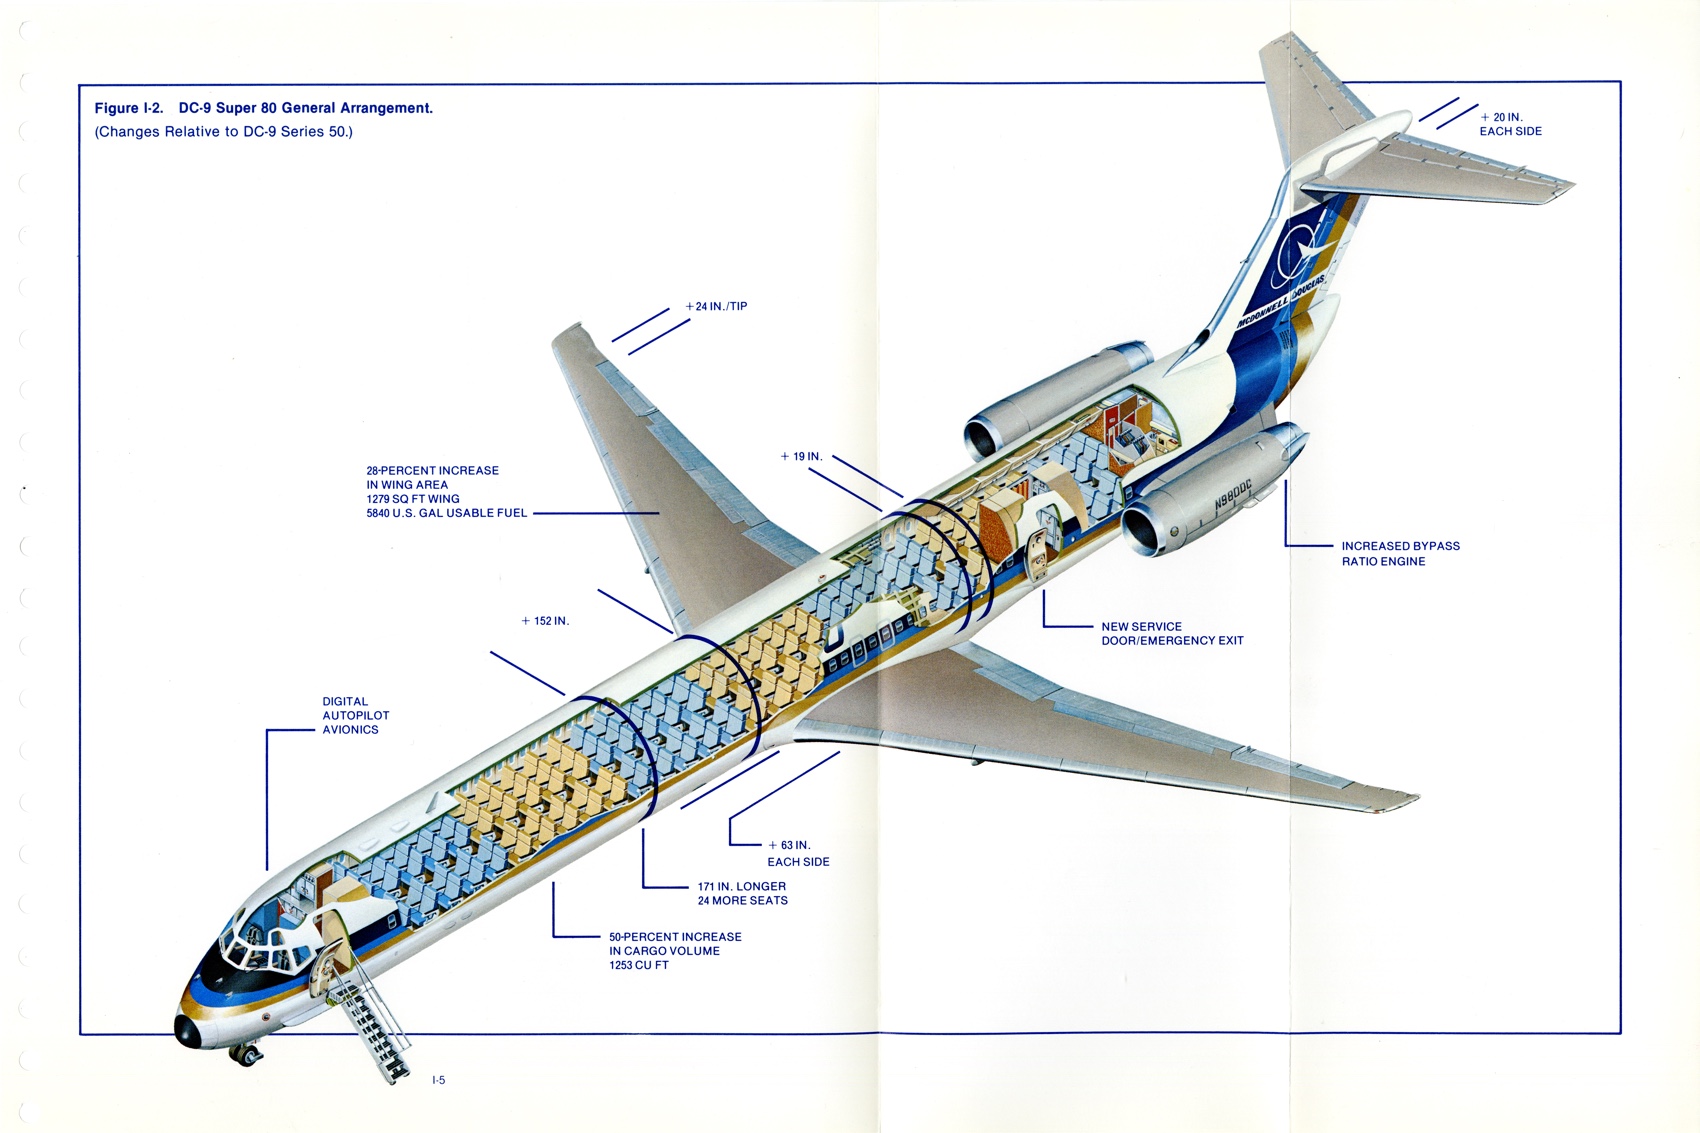 Figure I-2. DC-9 Super 80 General Arrangement.
(Changes Relative to DC-9 Series 50.)
+ 20 IN.
EACH SIDE
McDONNELL DOUGLAS
+24 IN./TIP
+ 19 IN.
28-PERCENT INCREASE
IN WING AREA
1279 SQ FT WING
5840 U.S. GAL USABLE FUEL
N980DC
INCREASED BYPASS
RATIO ENGINE
+ 152 IN.
NEW SERVICE
DOOR/EMERGENCY EXIT
DIGITAL
AUTOPILOT
AVIONICS
+ 63 IN.
EACH SIDE
171 IN. LONGER
24 MORE SEATS
50-PERCENT INCREASE
IN CARGO VOLUME
1253 CU FT
I-5